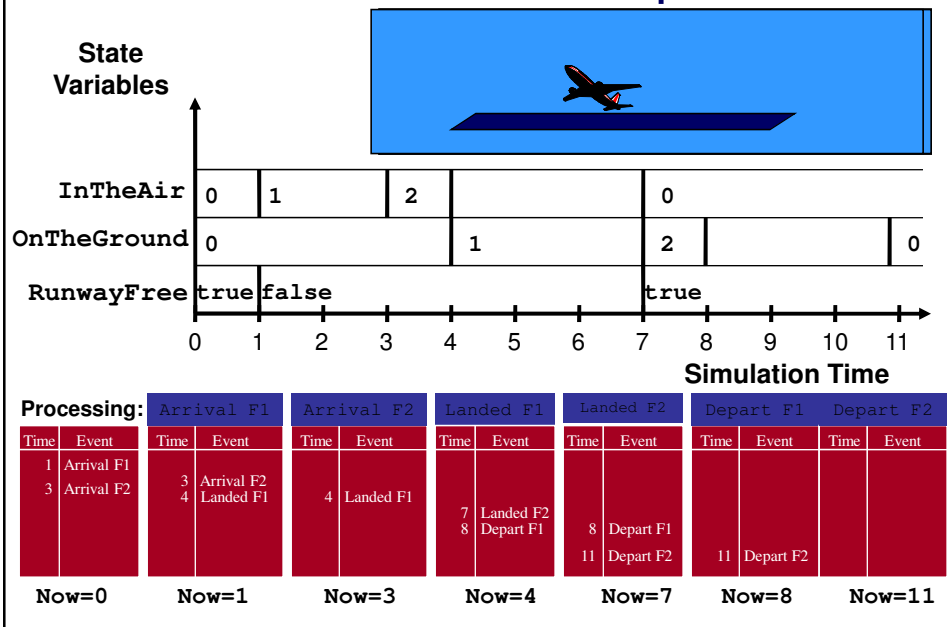 State
Variables
InTheAir 0 1 2 0
OnTheGround 0 1 2 0
RunwayFree true false true
0 1 2 3 4 5 6 7 8 9 10 11
Simulation Time
Processing: Arrival F1 Arrival F2 Landed F1 Landed F2 Depart F1 Depart F2
Time Event Time Event Time Event Time Event Time Event Time Event Time Event
1 Arrival F1
3 Arrival F2
3 Arrival F2
4 Landed F1
4 Landed F1
7 Landed F2
8 Depart F1
8 Depart F1
11 Depart F2
11 Depart F2
Now=0 Now=1 Now=3 Now=4 Now=7 Now=8 Now=11